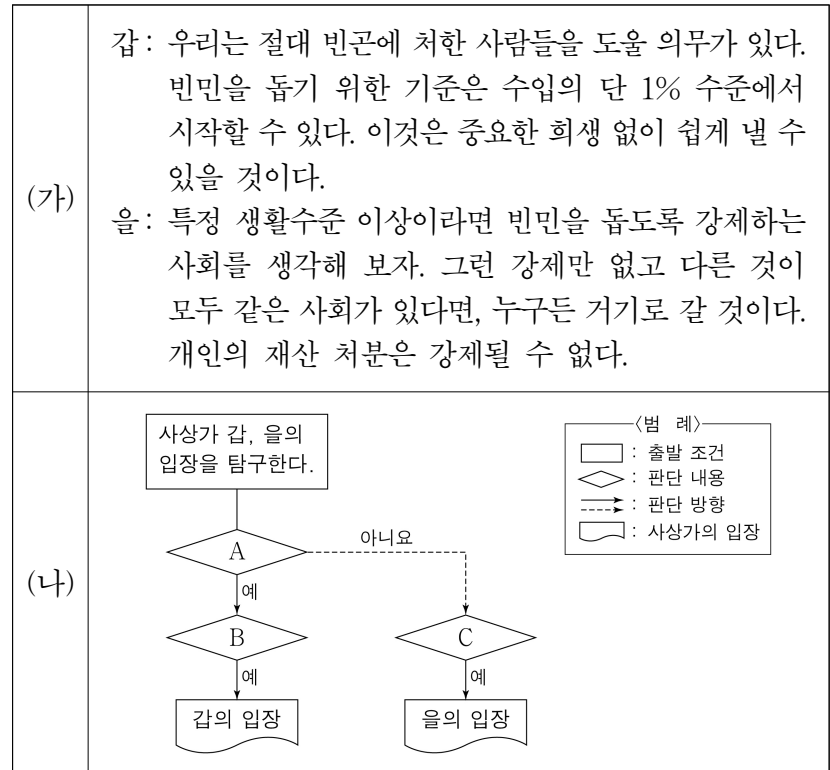 (가)
갑: 우리는 절대 빈곤에 처한 사람들을 도울 의무가 있다.
빈민을 돕기 위한 기준은 수입의 단 1% 수준에서
시작할 수 있다. 이것은 중요한 희생 없이 쉽게 낼 수
있을 것이다.
을: 특정 생활수준 이상이라면 빈민을 돕도록 강제하는
사회를 생각해 보자. 그런 강제만 없고 다른 것이
모두 같은 사회가 있다면, 누구든 거기로 갈 것이다.
개인의 재산 처분은 강제될 수 없다.
(나)
사상가 갑, 을의
입장을 탐구한다.
A
아니요
예
B
C
예
예
갑의 입장
을의 입장
〈범 례〉
: 출발 조건
: 판단 내용
: 판단 방향
: 사상가의 입장